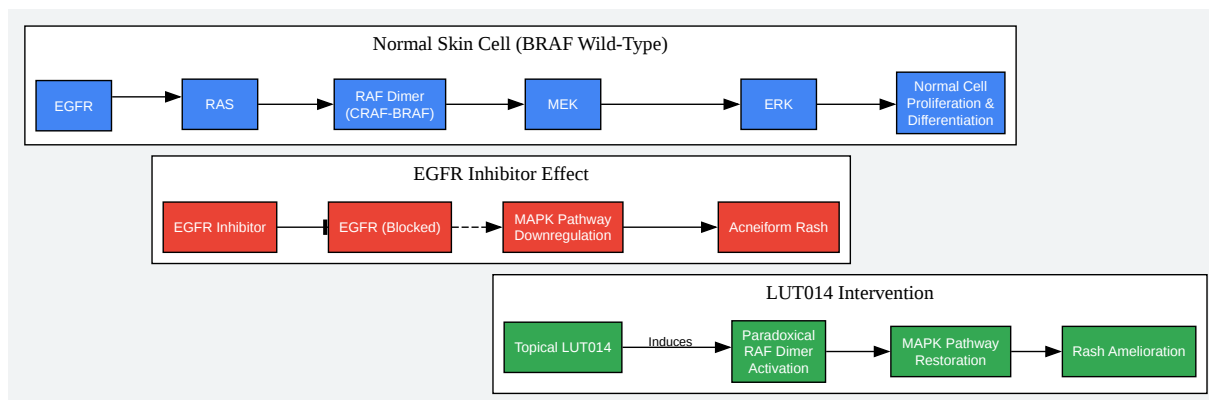 Normal Skin Cell (BRAF Wild-Type)
EGFR
RAS
RAF Dimer
(CRAF-BRAF)
MEK
ERK
Normal Cell
Proliferation &
Differentiation
EGFR Inhibitor Effect
EGFR Inhibitor
EGFR (Blocked)
MAPK Pathway
Downregulation
Acneiform Rash
LUT014 Intervention
Topical LUT014
Induces
Paradoxical
RAF Dimer
Activation
MAPK Pathway
Restoration
Rash Amelioration